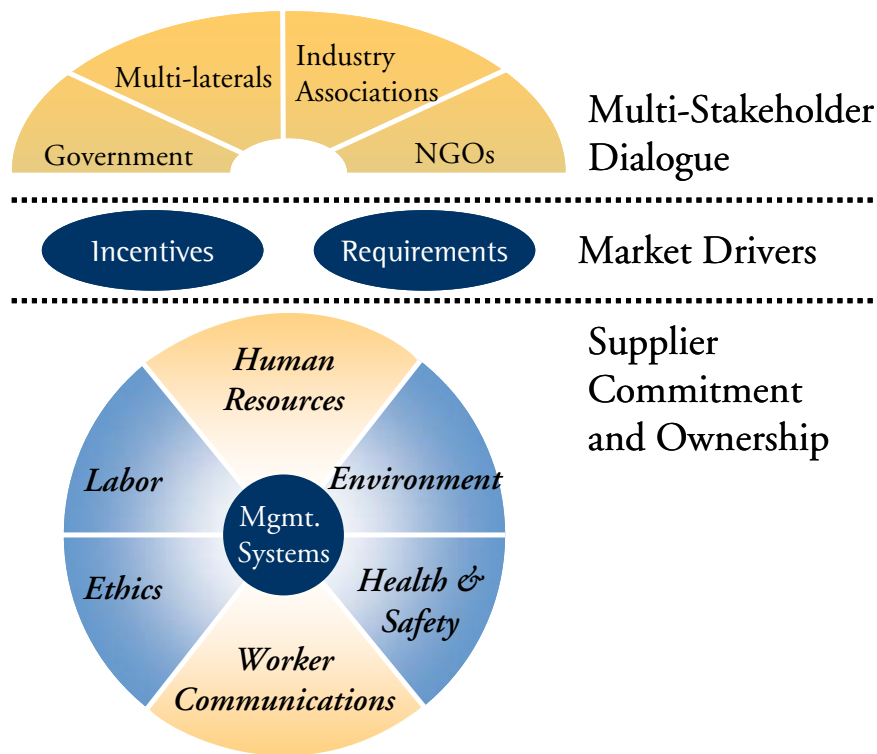 Multi-laterals
Industry
Associations
Government
NGOs
Multi-Stakeholder
Dialogue
Incentives
Requirements
Market Drivers
Supplier
Commitment
and Ownership
Human
Resources
Labor
Environment
Mgmt.
Systems
Ethics
Health &
Safety
Worker
Communications